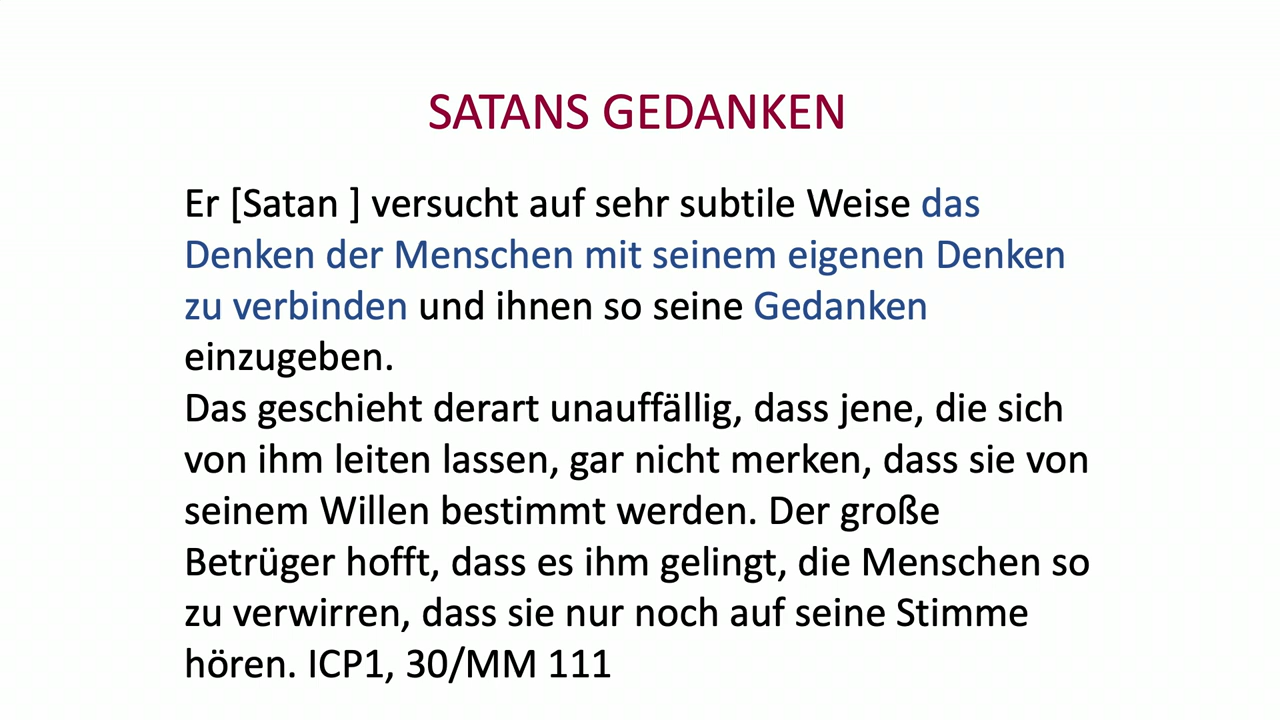 SATANS GEDANKEN
Er [Satan ] versucht auf sehr subtile Weise das
Denken der Menschen mit seinem eigenen Denken
zu verbinden und ihnen so seine Gedanken
einzugeben.
Das geschieht derart unauffällig, dass jene, die sich
von ihm leiten lassen, gar nicht merken, dass sie von
seinem Willen bestimmt werden. Der große
Betrüger hofft, dass es ihm gelingt, die Menschen so
zu verwirren, dass sie nur noch auf seine Stimme
hören. ICP1, 30/MM 111